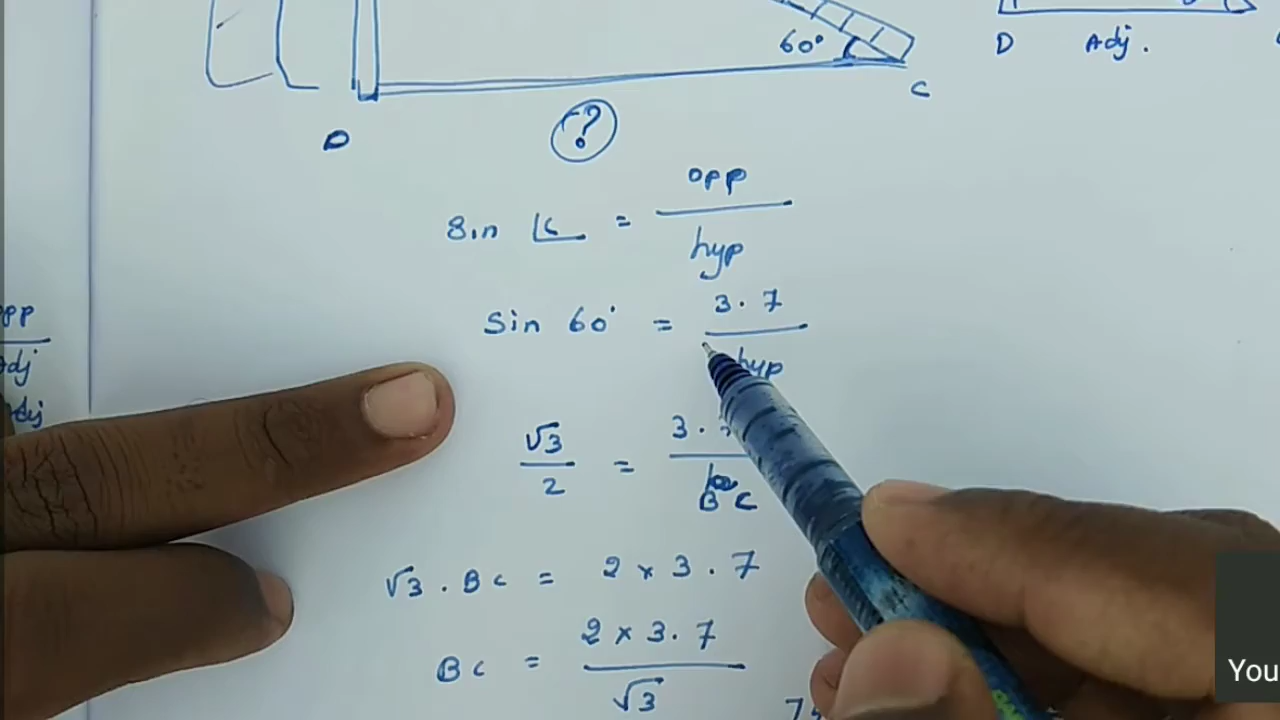 60°
D Adj.
C
D
?
Sin ∠C = opp / hyp
Sin 60° = 3.7 / hyp
opp
√3 / 2 = 3. / BC
√3 . BC = 2 × 3.7
BC = 2 × 3.7 / √3
You